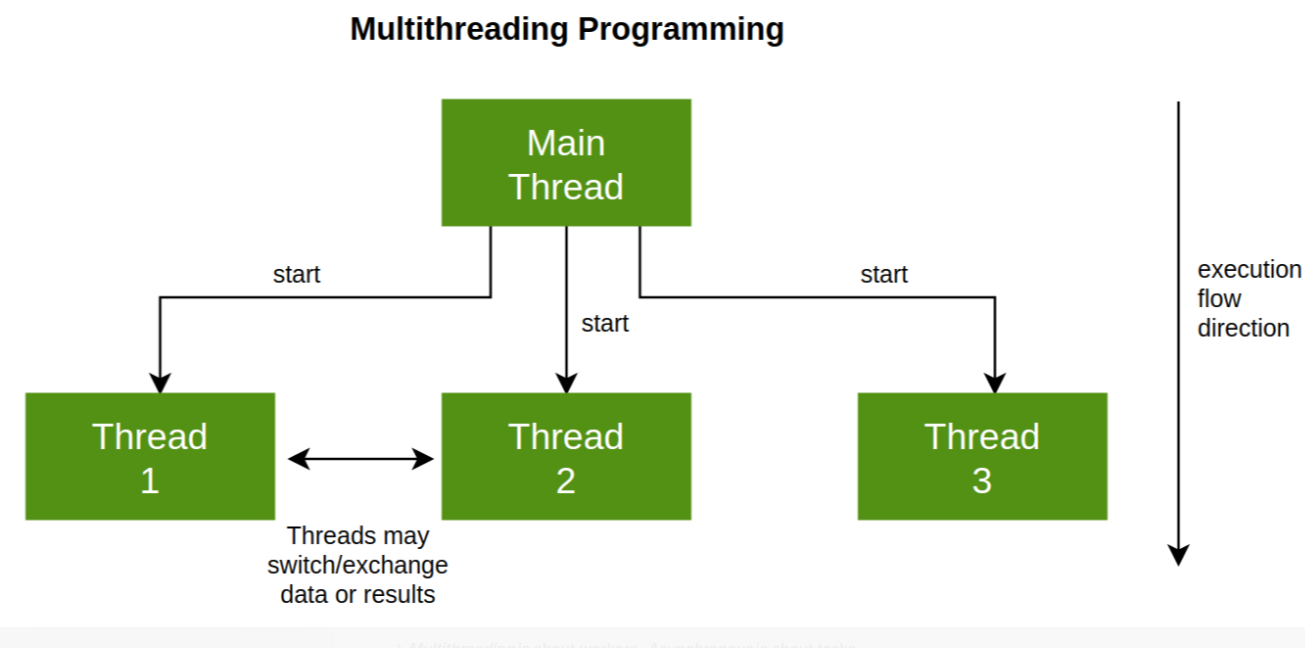 Multithreading Programming
Main
Thread
start
start
start
execution
flow
direction
Thread
1
Thread
2
Thread
3
Threads may
switch/exchange
data or results